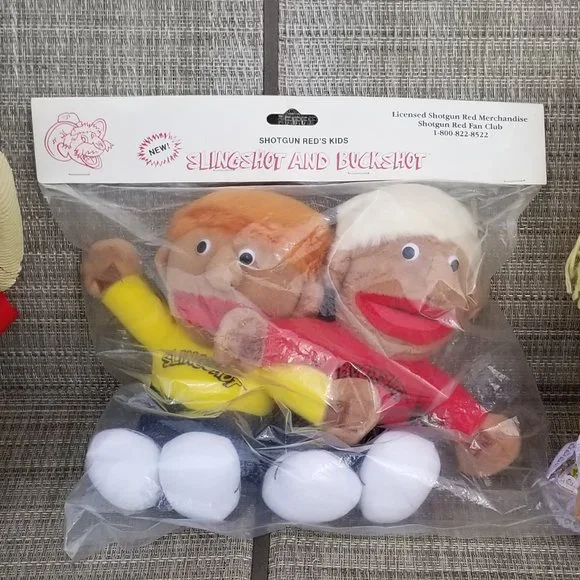 Licensed Shotgun Red Merchandise
Shotgun Red Fan Club
1-800-822-8522
SHOTGUN RED'S KIDS
NEW!
SLINGSHOT AND BUCKSHOT
SLINGSHOT